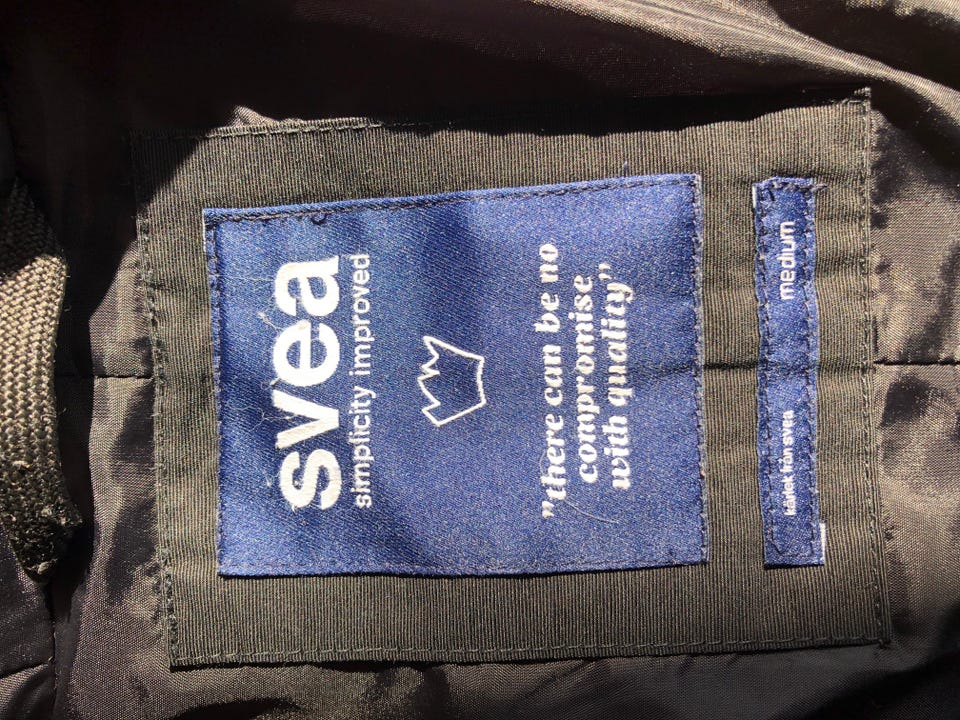 svea
simplicity improved
"there can be no
compromise
with quality"
kärlek från svea
medium